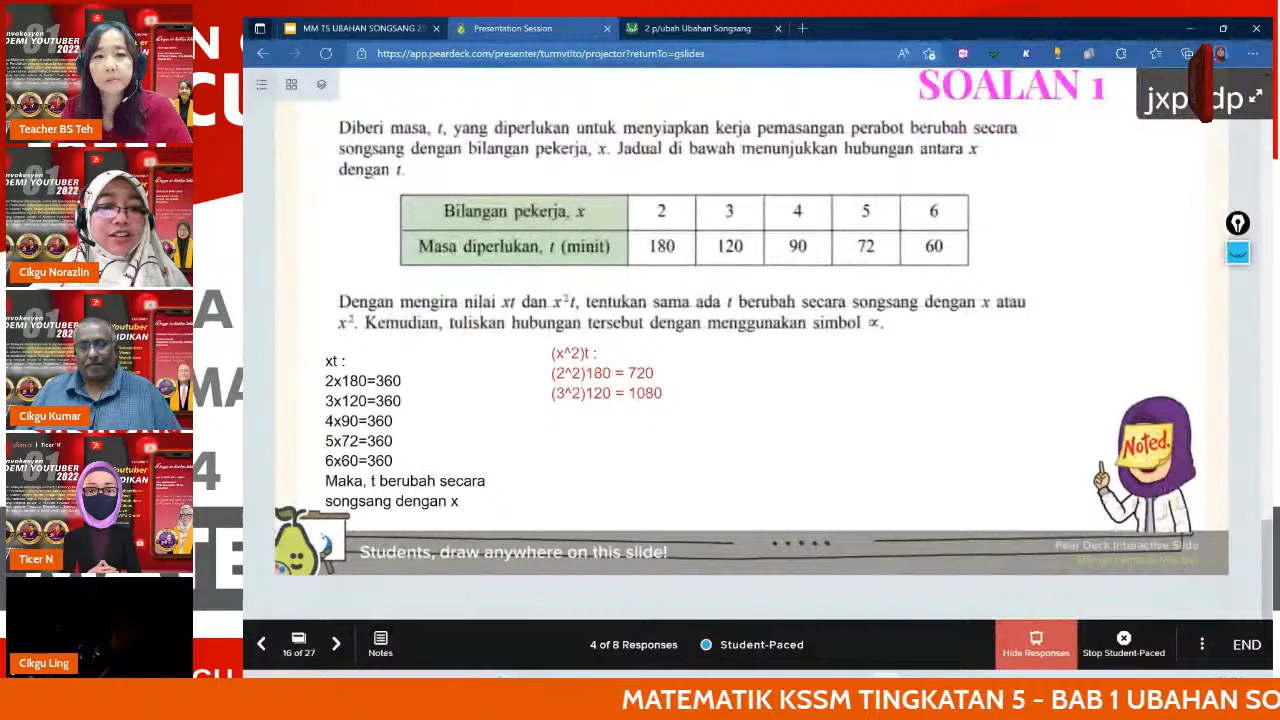 MM T5 UBAHAN SONGSANG 25
Presentation Session
2 p/ubah Ubahan Songsang
https://app.peardeck.com/presenter/turmvtlto/projector?returnTo=gslides
SOALAN 1
Diberi masa, t, yang diperlukan untuk menyiapkan kerja pemasangan perabot berubah secara
songsang dengan bilangan pekerja, x. Jadual di bawah menunjukkan hubungan antara x
dengan t.
Bilangan pekerja, x 2 3 4 5 6
Masa diperlukan, t (minit) 180 120 90 72 60
Dengan mengira nilai xt dan x²t, tentukan sama ada t berubah secara songsang dengan x atau
x². Kemudian, tuliskan hubungan tersebut dengan menggunakan simbol ∝.
xt :
2x180=360
3x120=360
4x90=360
5x72=360
6x60=360
Maka, t berubah secara
songsang dengan x
(x^2)t :
(2^2)180 = 720
(3^2)120 = 1080
Noted.
Students, draw anywhere on this slide!
Pear Deck Interactive Slide
16 of 27
Notes
4 of 8 Responses
Student-Paced
Hide Responses
Stop Student-Paced
END
Teacher BS Teh
Cikgu Norazlin
Cikgu Kumar
Ticer N
Cikgu Ling
MATEMATIK KSSM TINGKATAN 5 - BAB 1 UBAHAN SO